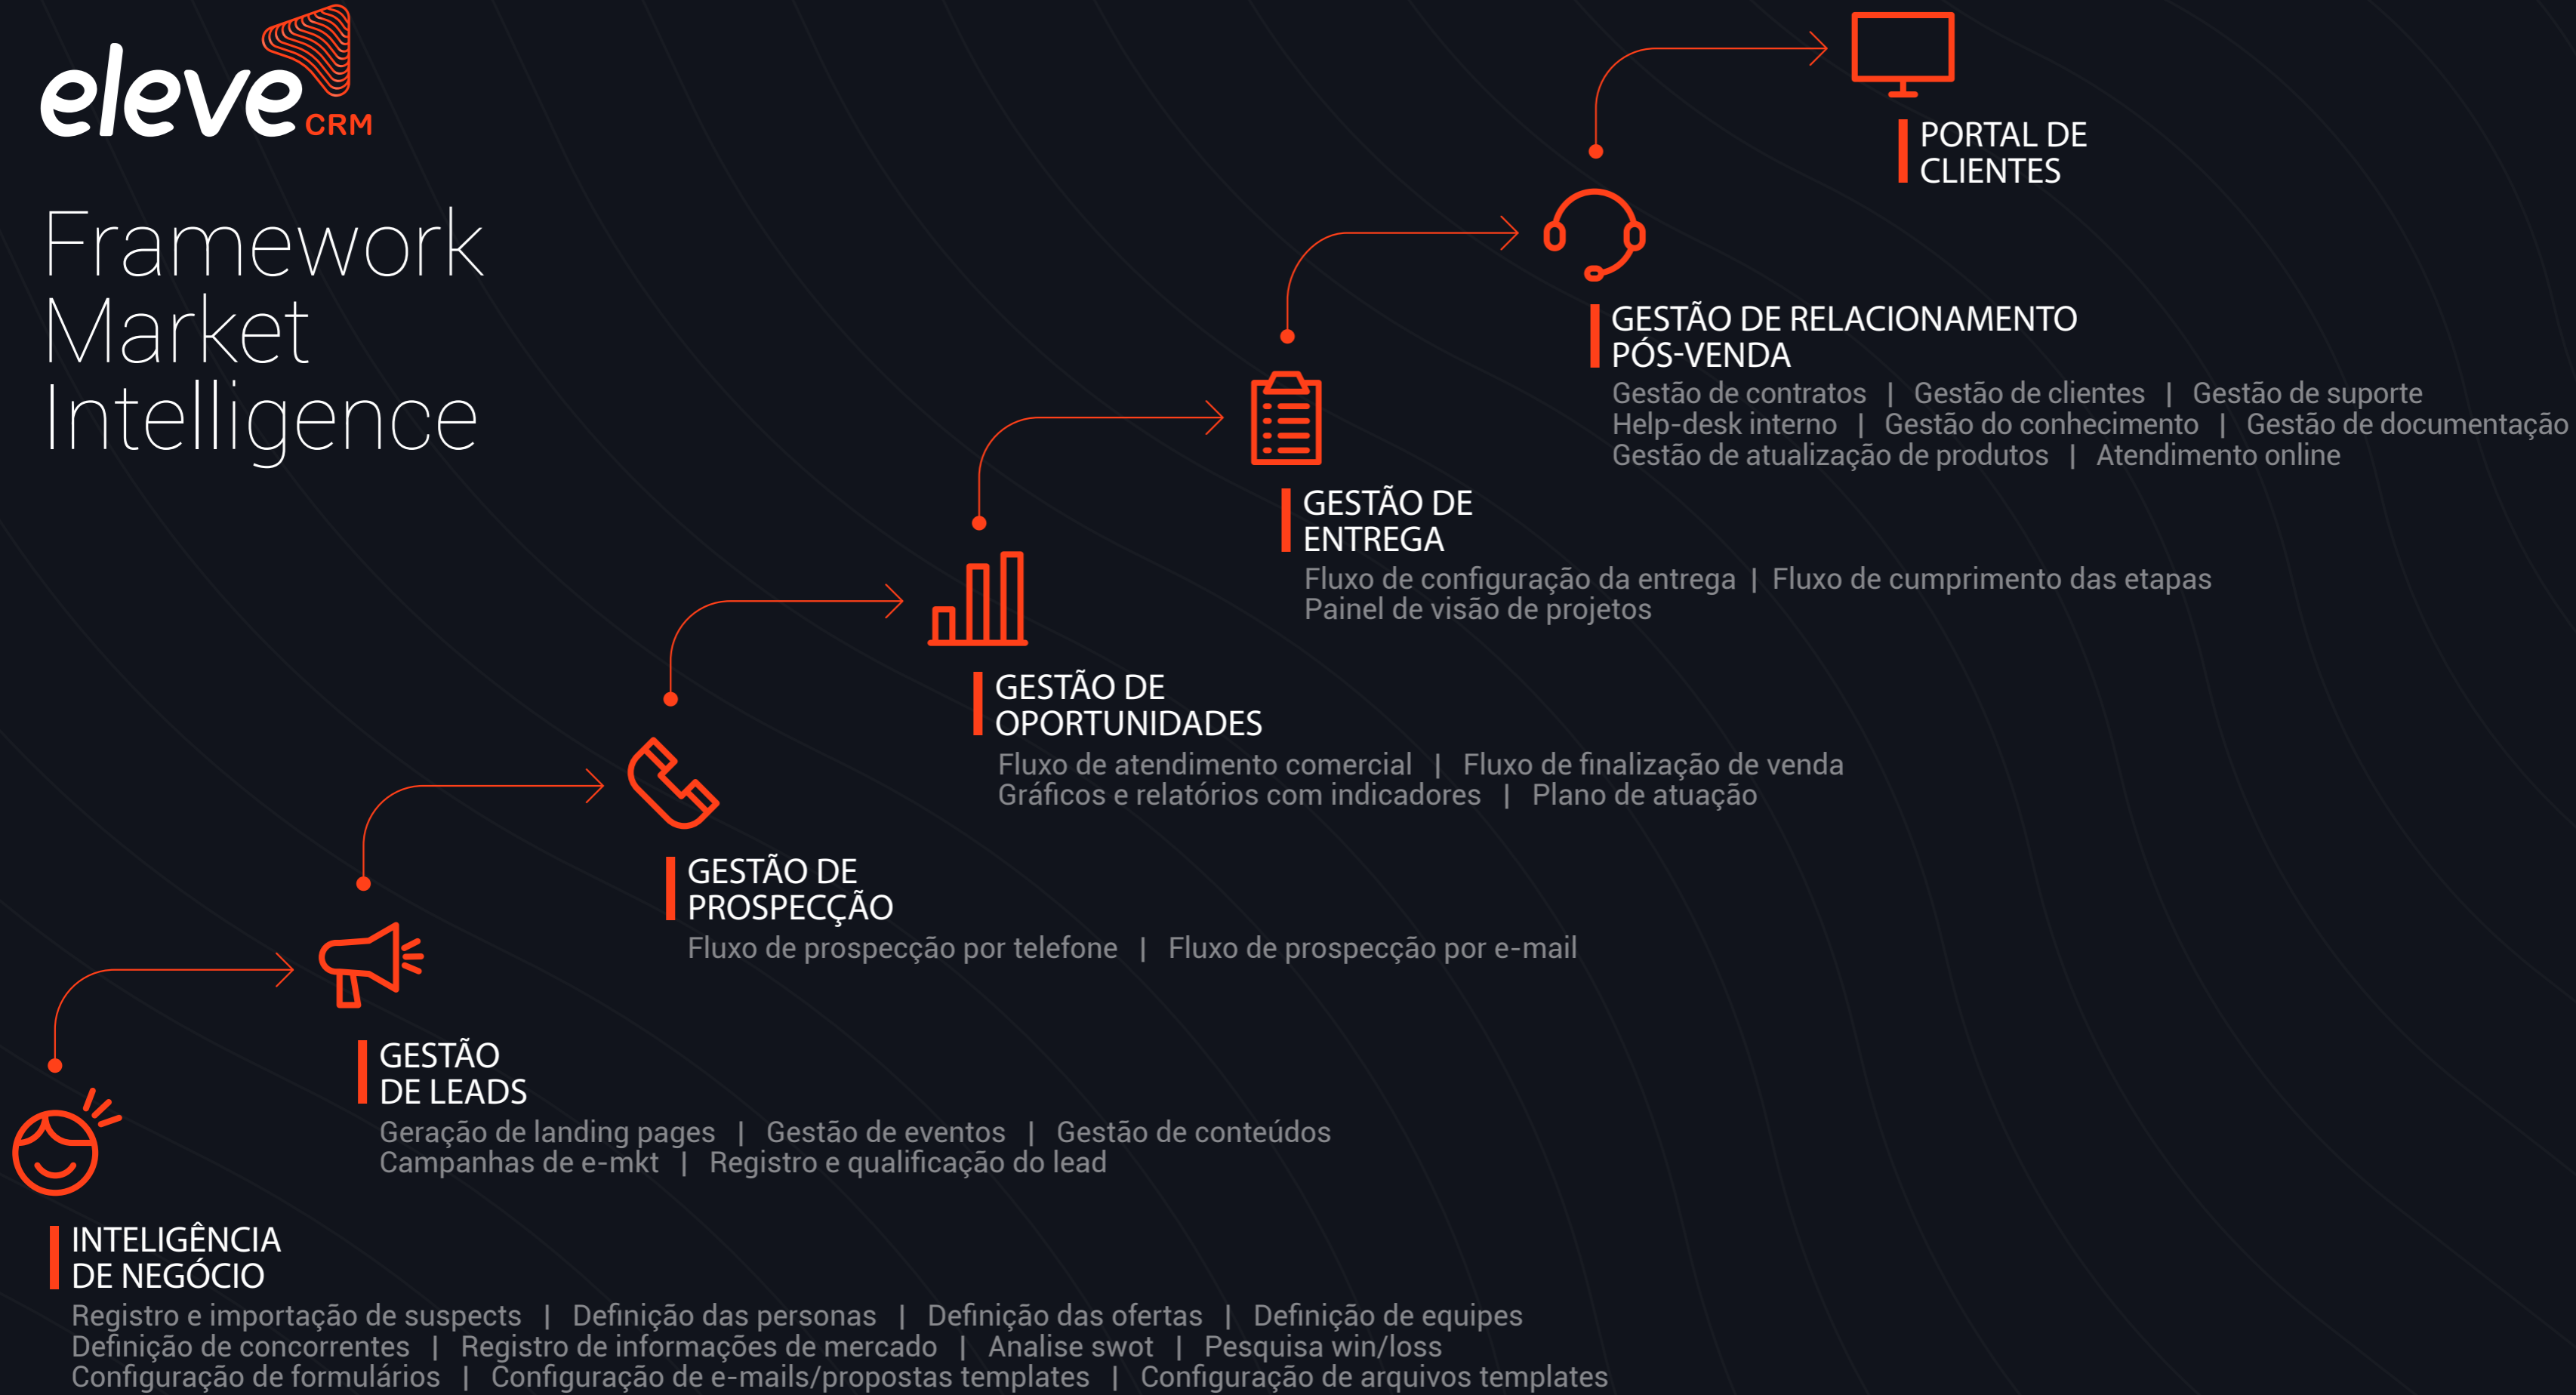 eleve
CRM
Framework
Market
Intelligence
PORTAL DE
CLIENTES
GESTÃO DE RELACIONAMENTO
PÓS-VENDA
Gestão de contratos | Gestão de clientes | Gestão de suporte
Help-desk interno | Gestão do conhecimento | Gestão de documentação
Gestão de atualização de produtos | Atendimento online
GESTÃO DE
ENTREGA
Fluxo de configuração da entrega | Fluxo de cumprimento das etapas
Painel de visão de projetos
GESTÃO DE
OPORTUNIDADES
Fluxo de atendimento comercial | Fluxo de finalização de venda
Gráficos e relatórios com indicadores | Plano de atuação
GESTÃO DE
PROSPECÇÃO
Fluxo de prospecção por telefone | Fluxo de prospecção por e-mail
GESTÃO
DE LEADS
Geração de landing pages | Gestão de eventos | Gestão de conteúdos
Campanhas de e-mkt | Registro e qualificação do lead
INTELIGÊNCIA
DE NEGÓCIO
Registro e importação de suspects | Definição das personas | Definição das ofertas | Definição de equipes
Definição de concorrentes | Registro de informações de mercado | Analise swot | Pesquisa win/loss
Configuração de formulários | Configuração de e-mails/propostas templates | Configuração de arquivos templates